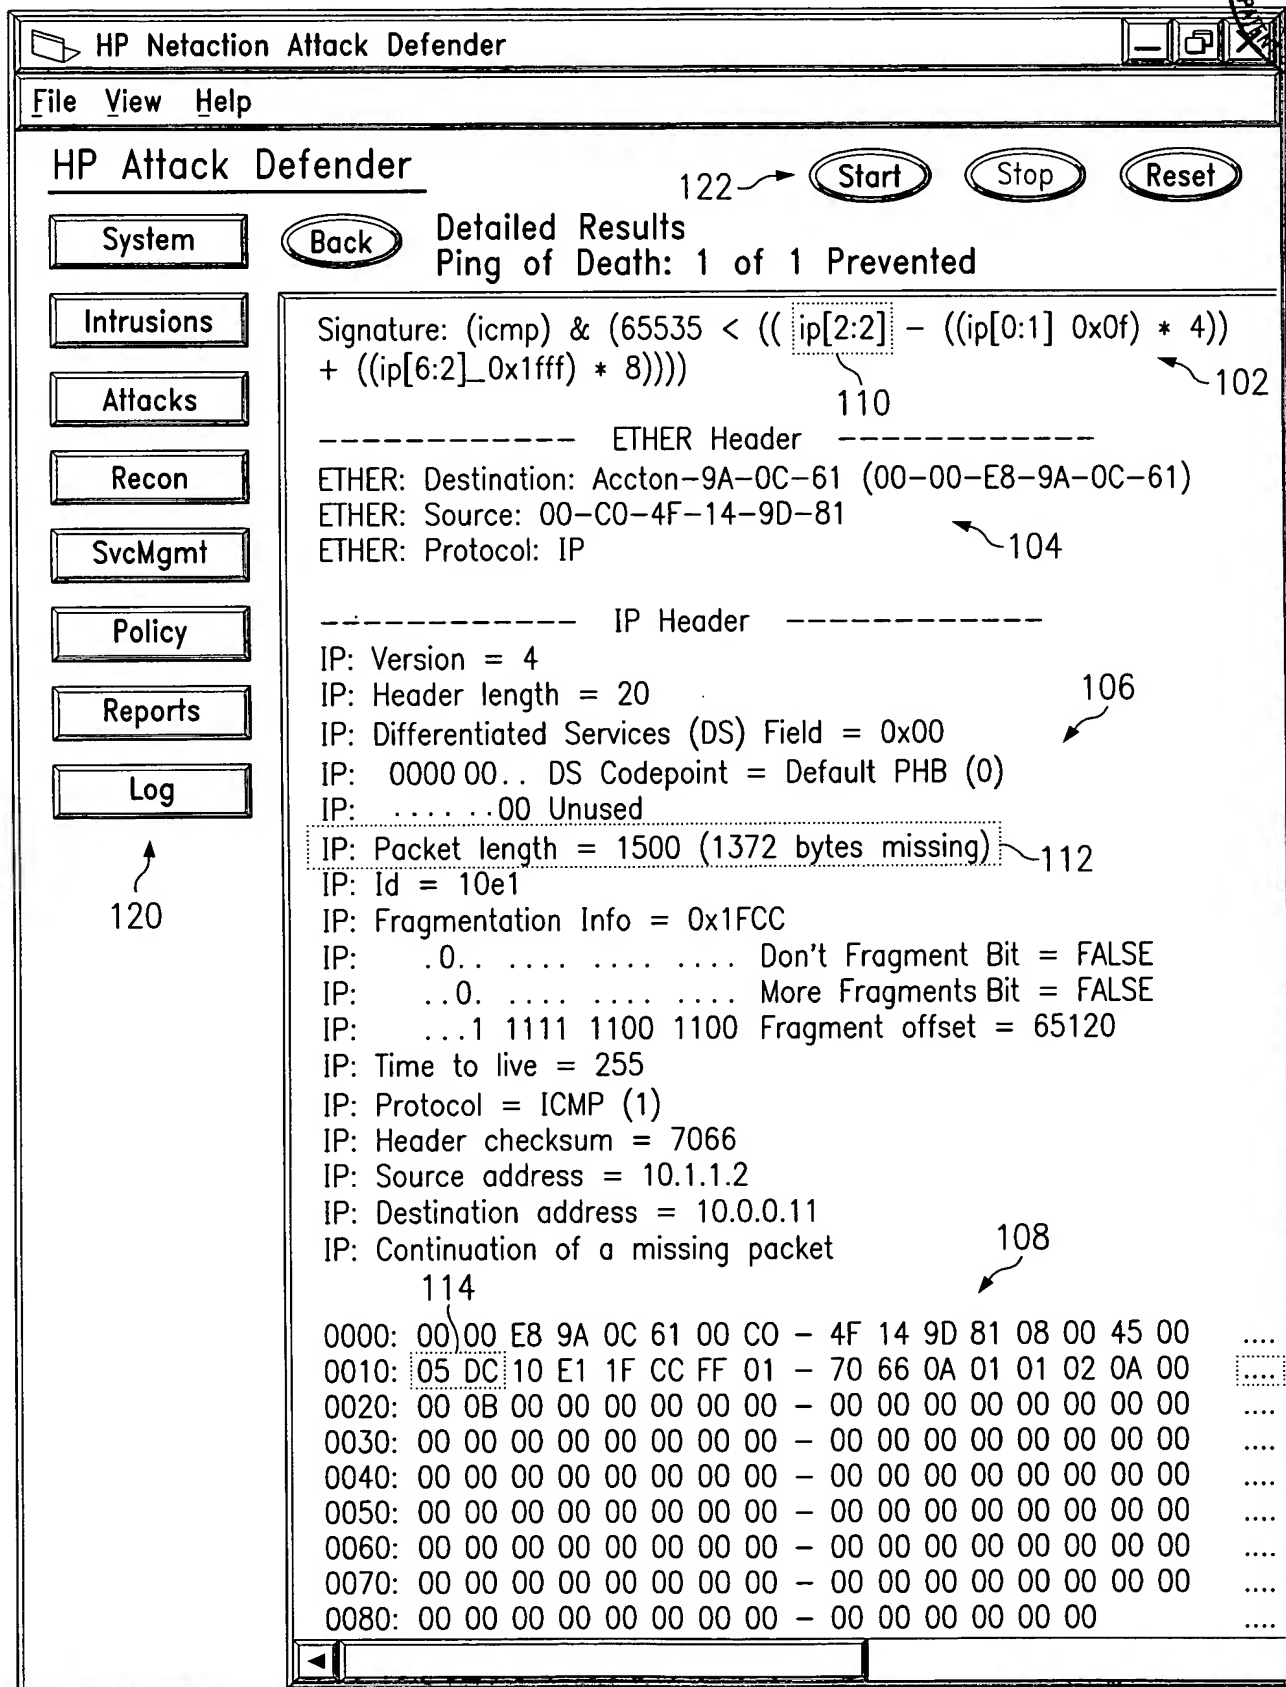 HP Netaction Attack Defender
File View Help
HP Attack Defender
122
Start
Stop
Reset
System
Intrusions
Attacks
Recon
SvcMgmt
Policy
Reports
Log
120
Back
Detailed Results
Ping of Death: 1 of 1 Prevented
Signature: (icmp) & (65535 < (( ip[2:2] – ((ip[0:1] 0x0f) * 4))
+ ((ip[6:2]_0x1fff) * 8))))
110
102
------------ ETHER Header ------------
ETHER: Destination: Accton–9A–0C–61 (00–00–E8–9A–0C–61)
ETHER: Source: 00–C0–4F–14–9D–81
ETHER: Protocol: IP
104
------------ IP Header ------------
IP: Version = 4
IP: Header length = 20
106
IP: Differentiated Services (DS) Field = 0x00
IP: 0000 00.. DS Codepoint = Default PHB (0)
IP: .... ..00 Unused
IP: Packet length = 1500 (1372 bytes missing)
112
IP: Id = 10e1
IP: Fragmentation Info = 0x1FCC
IP: .0.. .... .... .... Don't Fragment Bit = FALSE
IP: ..0. .... .... .... More Fragments Bit = FALSE
IP: ...1 1111 1100 1100 Fragment offset = 65120
IP: Time to live = 255
IP: Protocol = ICMP (1)
IP: Header checksum = 7066
IP: Source address = 10.1.1.2
IP: Destination address = 10.0.0.11
IP: Continuation of a missing packet
108
114
0000: 00 00 E8 9A 0C 61 00 C0 – 4F 14 9D 81 08 00 45 00 ....
0010: 05 DC 10 E1 1F CC FF 01 – 70 66 0A 01 01 02 0A 00 ....
0020: 00 0B 00 00 00 00 00 00 – 00 00 00 00 00 00 00 00 ....
0030: 00 00 00 00 00 00 00 00 – 00 00 00 00 00 00 00 00 ....
0040: 00 00 00 00 00 00 00 00 – 00 00 00 00 00 00 00 00 ....
0050: 00 00 00 00 00 00 00 00 – 00 00 00 00 00 00 00 00 ....
0060: 00 00 00 00 00 00 00 00 – 00 00 00 00 00 00 00 00 ....
0070: 00 00 00 00 00 00 00 00 – 00 00 00 00 00 00 00 00 ....
0080: 00 00 00 00 00 00 00 00 – 00 00 00 00 00 00 ....